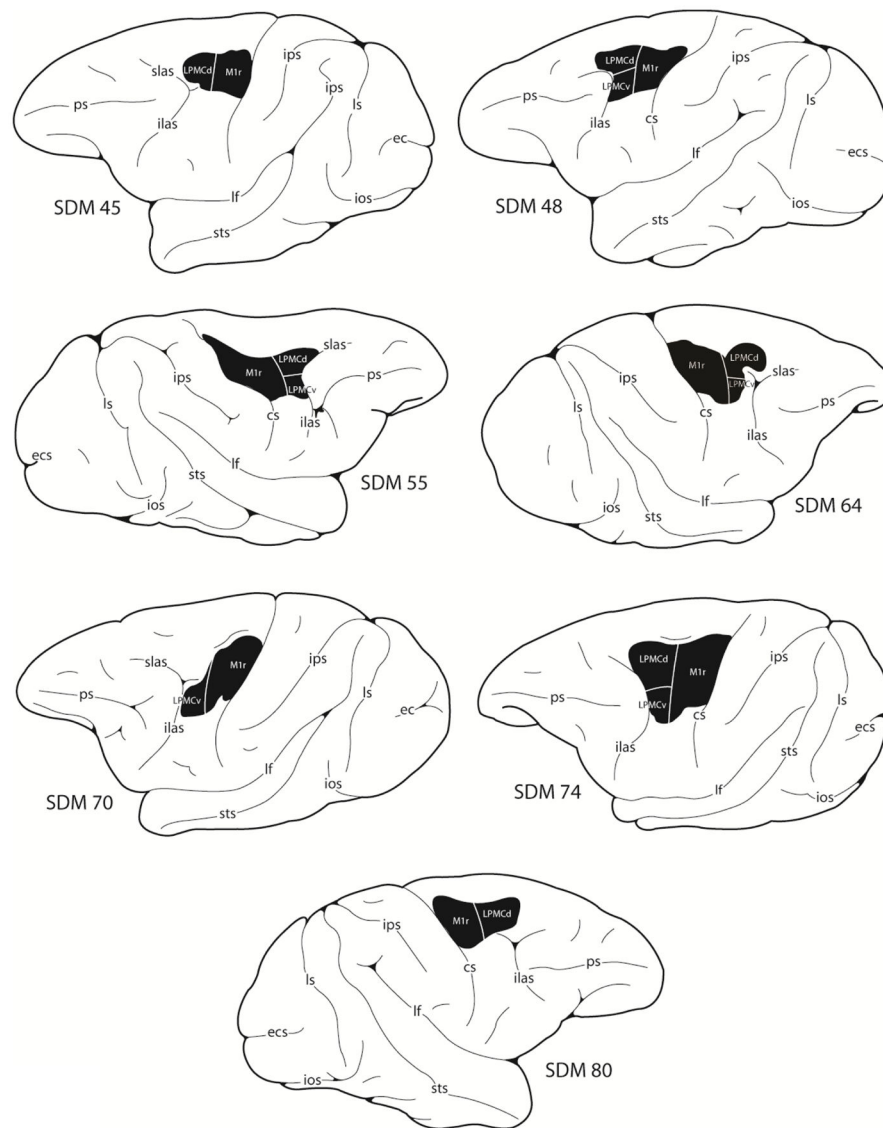 LPMCd M1r
slas ips
ips
ps ls
ilas
ec
lf ios
sts
SDM 45
LPMCd M1r
LPMCv
ips
ps ls
ilas cs
lf ecs
ios
sts
SDM 48
LPMCd slas
M1r
LPMCv
ips ps
ls cs ilas
ecs lf
sts
ios
SDM 55
M1r LPMCd
LPMCv slas
ips
ls cs ps
ilas
lf
ios sts
SDM 64
M1r
slas ips
LPMCv
ps ls
ilas ec
lf
ios
sts
SDM 70
LPMCd M1r
LPMCv
ips
ps ls
cs
ilas ecs
sts
lf ios
SDM 74
M1r LPMCd
ips
cs ps
ls ilas
lf
ecs
ios sts
SDM 80